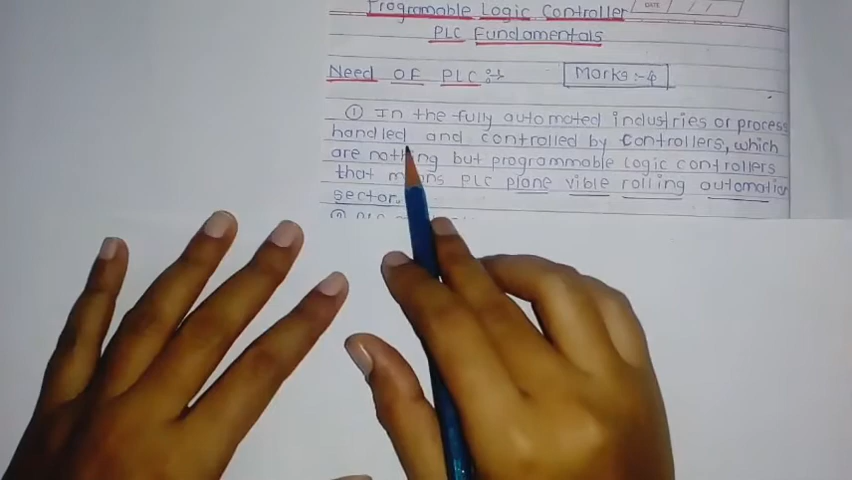 Programmable Logic Controller
DATE / /
PLC Fundamentals
Need OF PLC :-
Marks :- 4
① In the fully automated industries or process
handled and controlled by controllers, which
are nothing but programmable Logic controllers
that means PLC plane vible rolling automation
sector.